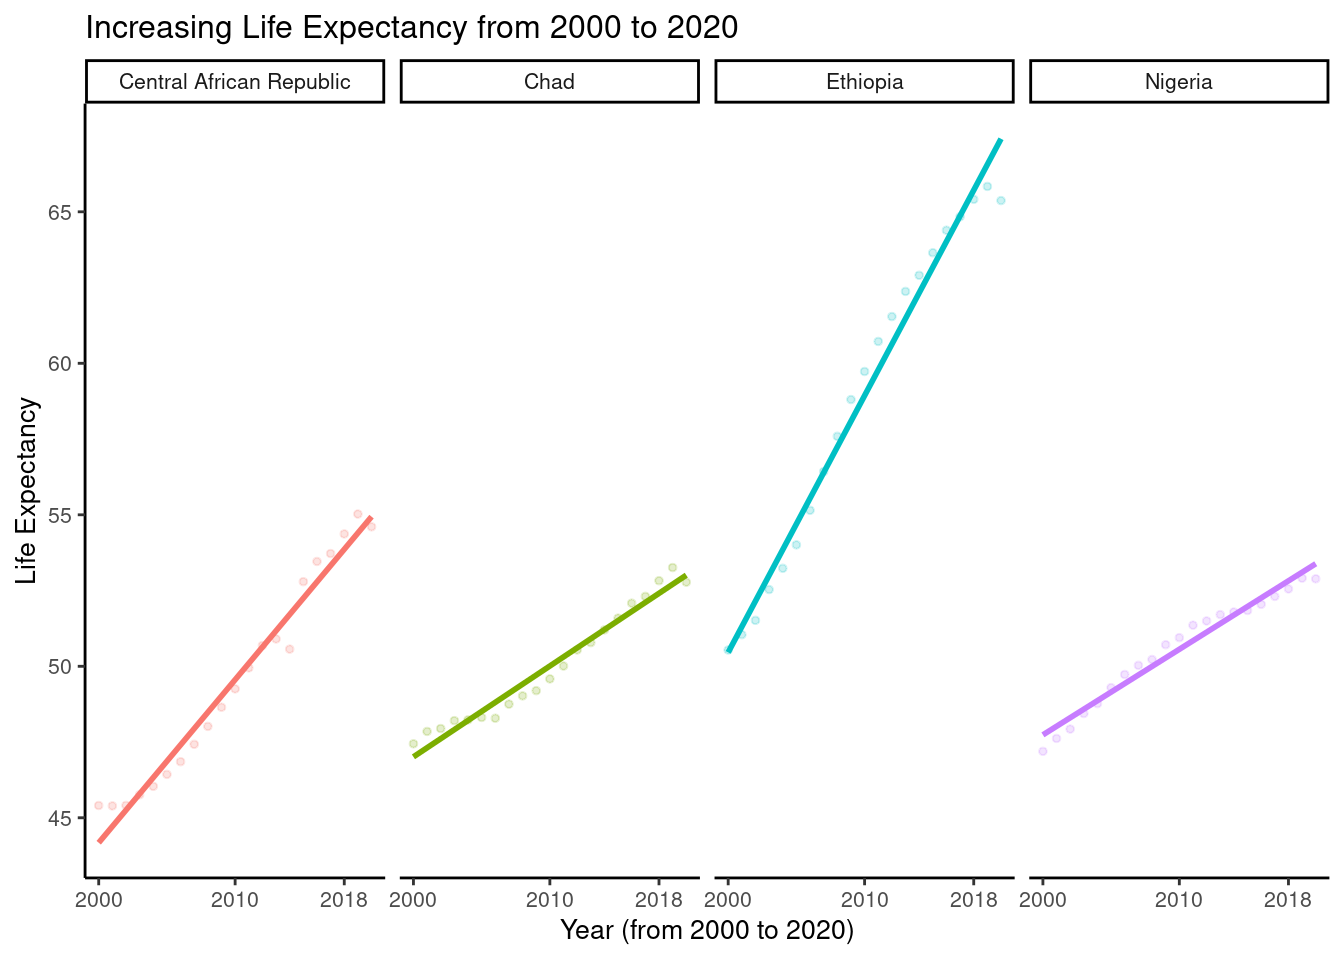 Increasing Life Expectancy from 2000 to 2020
Central African Republic
Chad
Ethiopia
Nigeria
Life Expectancy
65
60
55
50
45
2000 2010 2018 2000 2010 2018 2000 2010 2018 2000 2010 2018
Year (from 2000 to 2020)